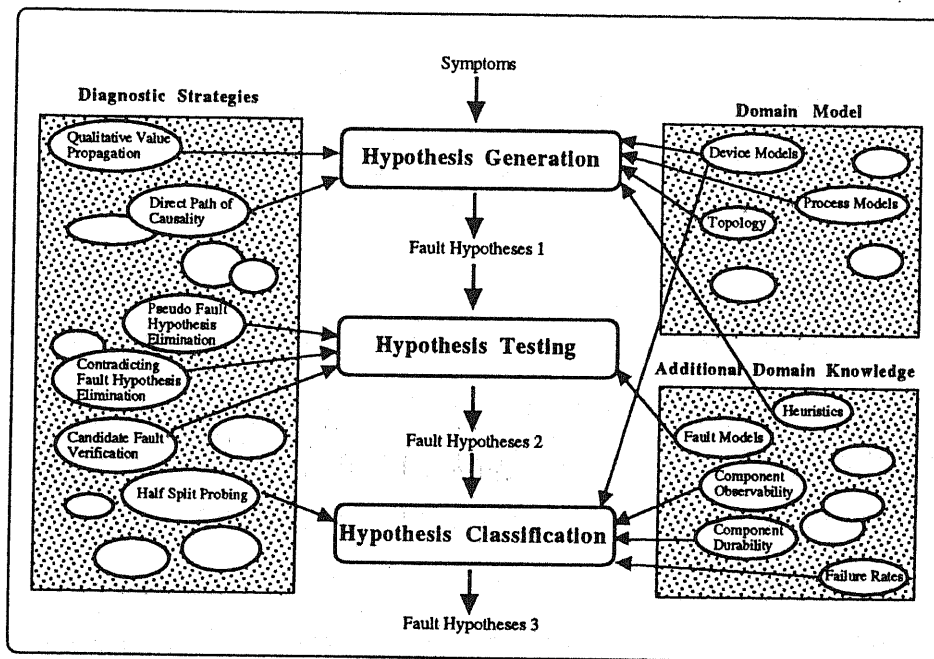 Symptoms
Diagnostic Strategies
Domain Model
Qualitative Value
Propagation
Hypothesis Generation
Device Models
Direct Path of
Causality
Process Models
Topology
Fault Hypotheses 1
Pseudo Fault
Hypothesis
Elimination
Hypothesis Testing
Contradicting
Fault Hypothesis
Elimination
Additional Domain Knowledge
Heuristics
Candidate Fault
Verification
Fault Hypotheses 2
Fault Models
Half Split Probing
Component
Observability
Hypothesis Classification
Component
Durability
Failure Rates
Fault Hypotheses 3